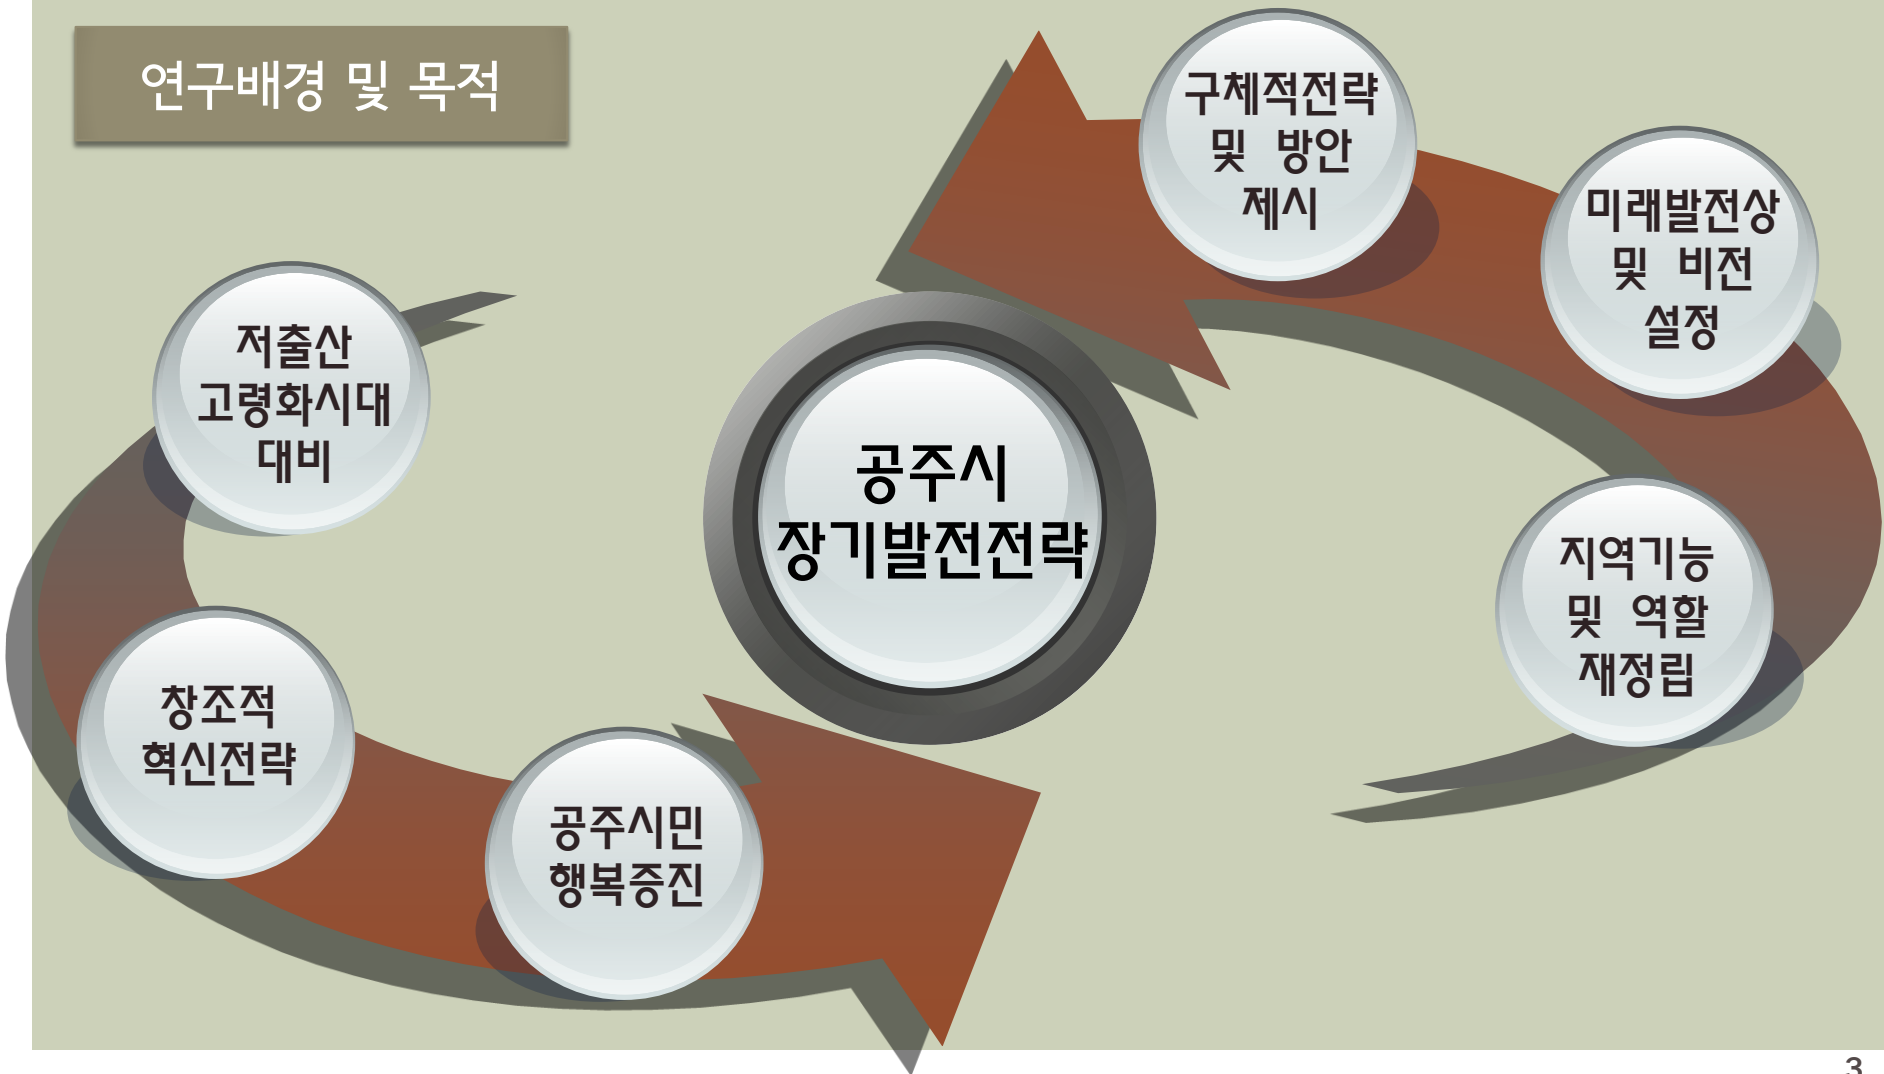 연구배경 및 목적
저출산
고령화시대
대비
창조적
혁신전략
공주시민
행복증진
공주시
장기발전전략
구체적전략
및 방안
제시
미래발전상
및 비전
설정
지역기능
및 역할
재정립
3